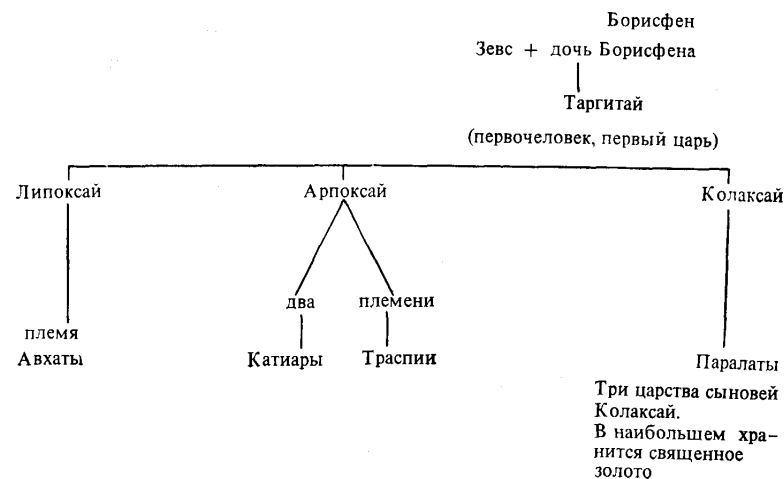 Борисфен
Зевс + дочь Борисфена
Таргитай
(первочеловек, первый царь)
Липоксай Арпоксай Колаксай
два племени
племя
Авхаты Катиары Траспии Паралаты
Три царства сыновей
Колаксай.
В наибольшем хра-
нится священное
золото